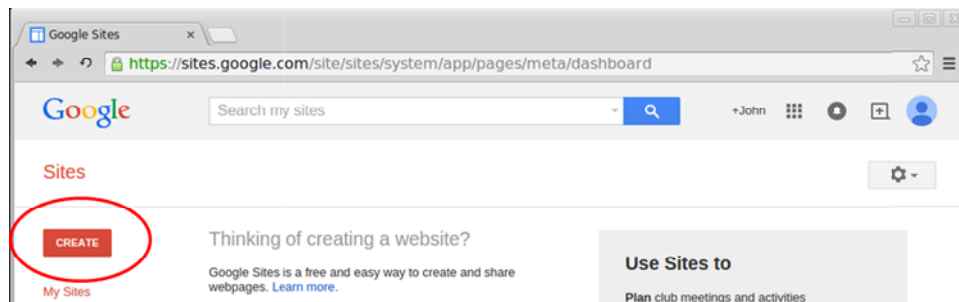 Google Sites
https://sites.google.com/site/sites/system/app/pages/meta/dashboard
Google
Search my sites
+John
Sites
CREATE
My Sites
Thinking of creating a website?
Google Sites is a free and easy way to create and share
webpages. Learn more.
Use Sites to
Plan club meetings and activities